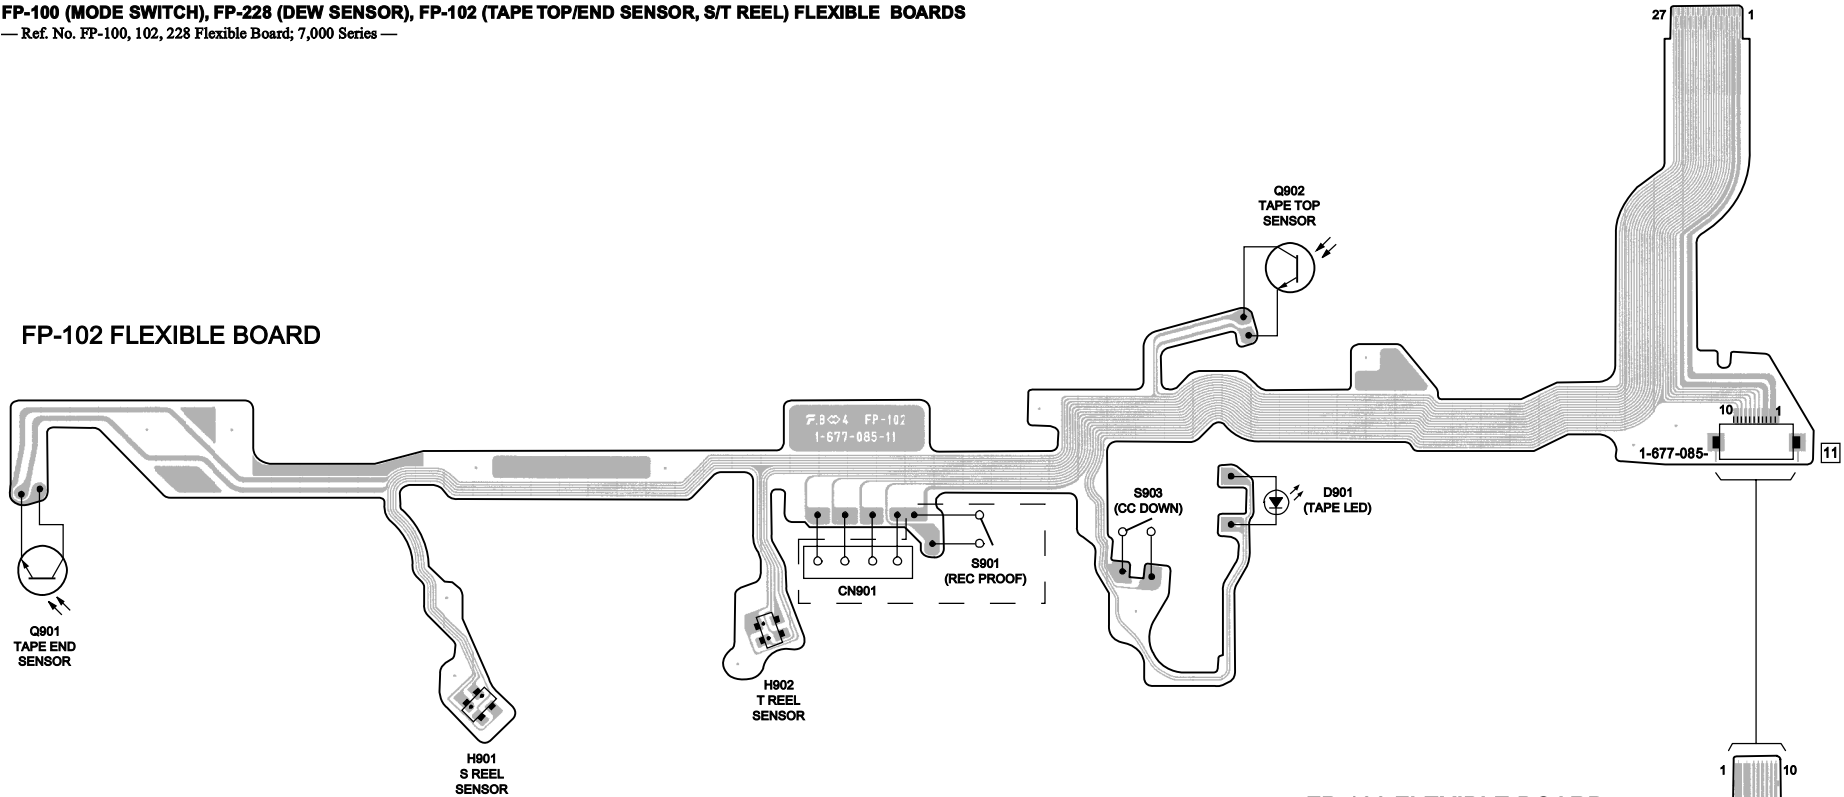 FP-100 (MODE SWITCH), FP-228 (DEW SENSOR), FP-102 (TAPE TOP/END SENSOR, S/T REEL) FLEXIBLE BOARDS
— Ref. No. FP-100, 102, 228 Flexible Board; 7,000 Series —
27
1
Q902
TAPE TOP
SENSOR
FP-102 FLEXIBLE BOARD
FP-102
1-677-085-11
10
1
1-677-085-
11
S903
(CC DOWN)
D901
(TAPE LED)
S901
(REC PROOF)
CN901
Q901
TAPE END
SENSOR
H902
T REEL
SENSOR
H901
S REEL
SENSOR
1
10